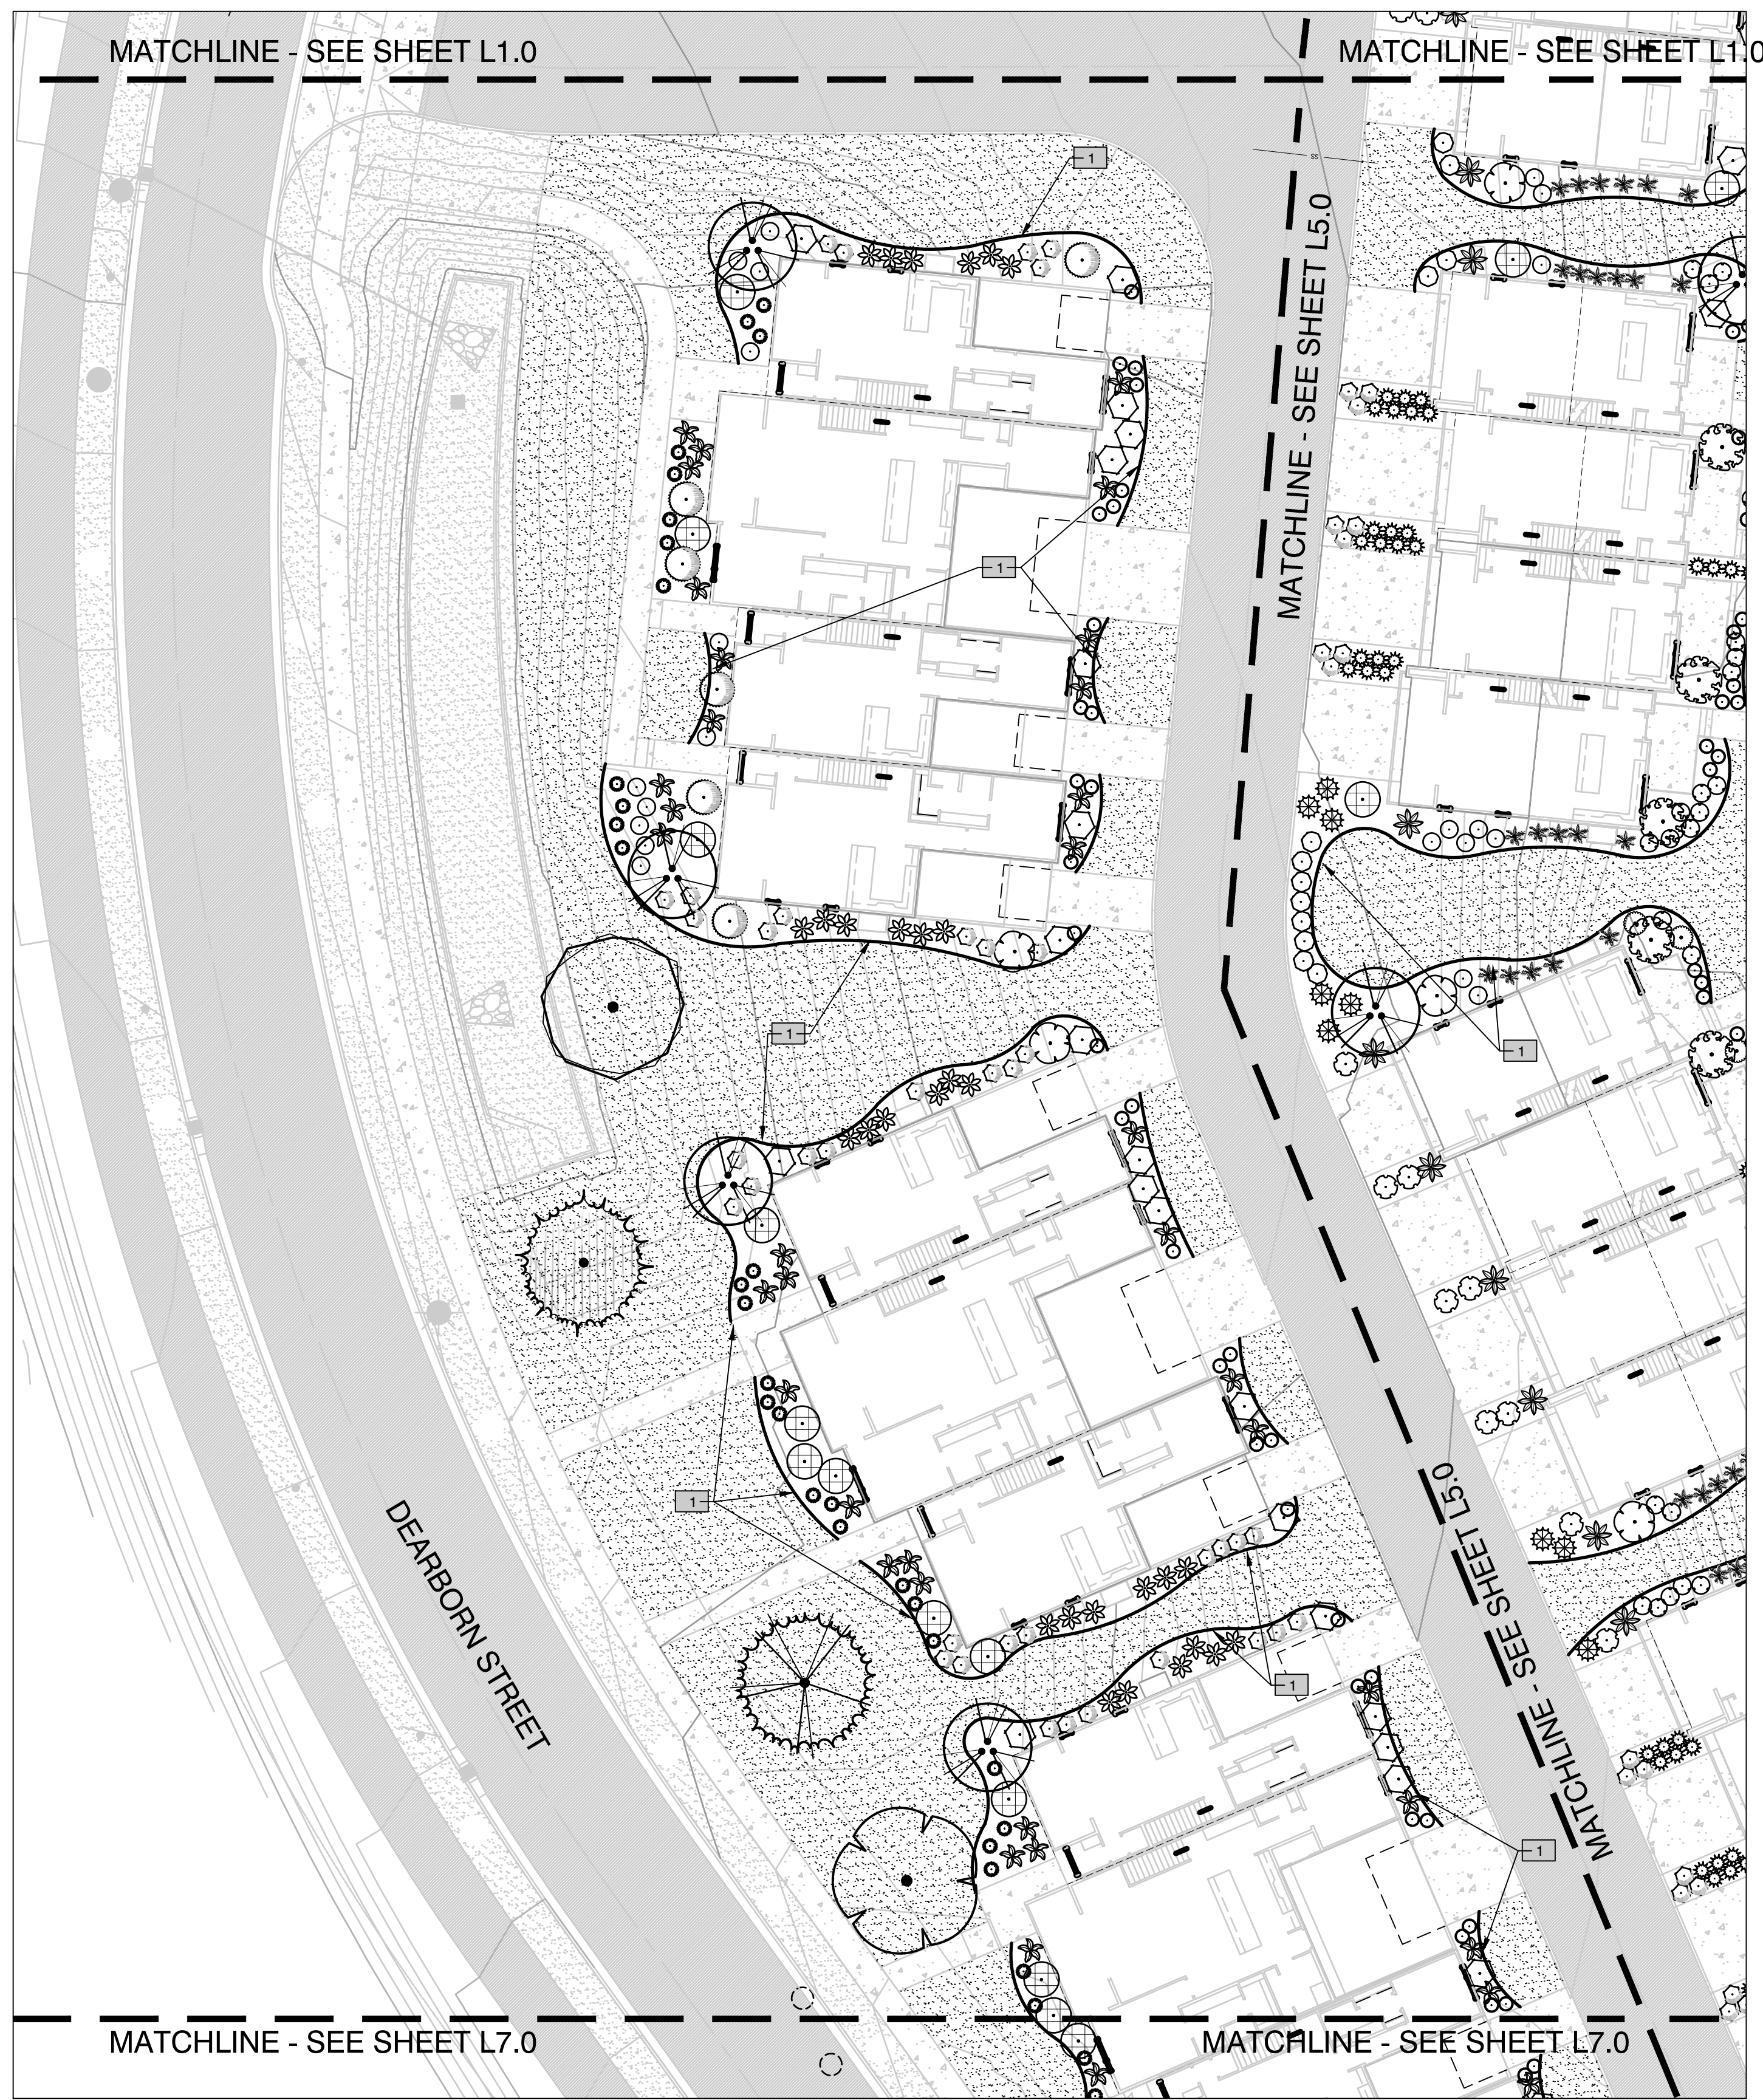 MATCHLINE - SEE SHEET L1.0
MATCHLINE - SEE SHEET L1.0
1
SS
MATCHLINE - SEE SHEET L5.0
1
1
1
MATCHLINE - SEE SHEET L5.0
1
DEARBORN STREET
1
1
MATCHLINE - SEE SHEET L7.0
MATCHLINE - SEE SHEET L7.0